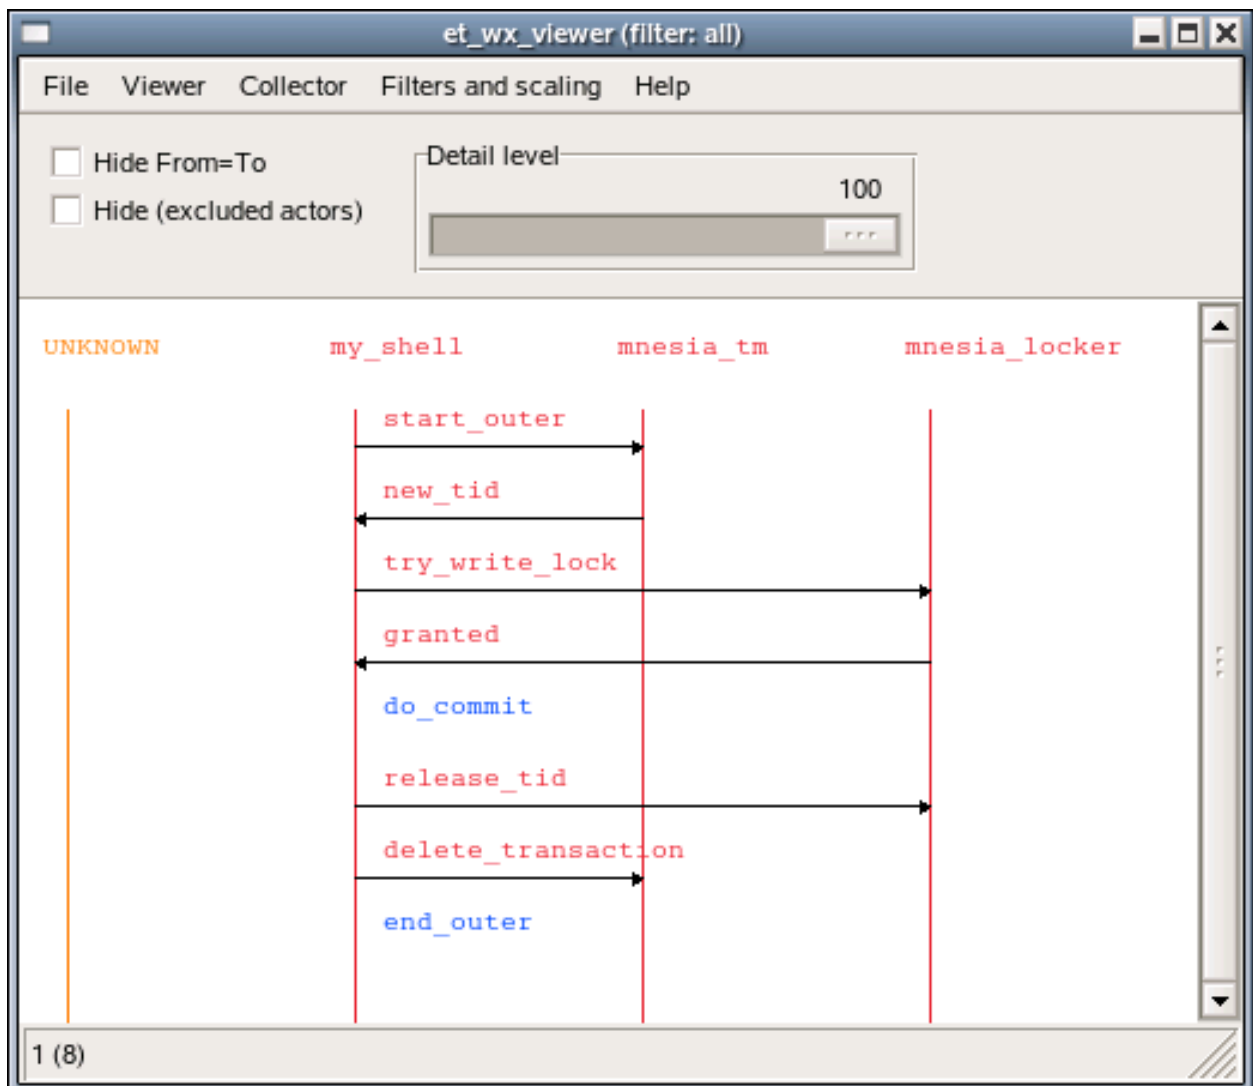 et_wx_viewer (filter: all)
File Viewer Collector Filters and scaling Help
Hide From=To
Hide (excluded actors)
Detail level
100
UNKNOWN my_shell mnesia_tm mnesia_locker
start_outer
new_tid
try_write_lock
granted
do_commit
release_tid
delete_transaction
end_outer
1 (8)